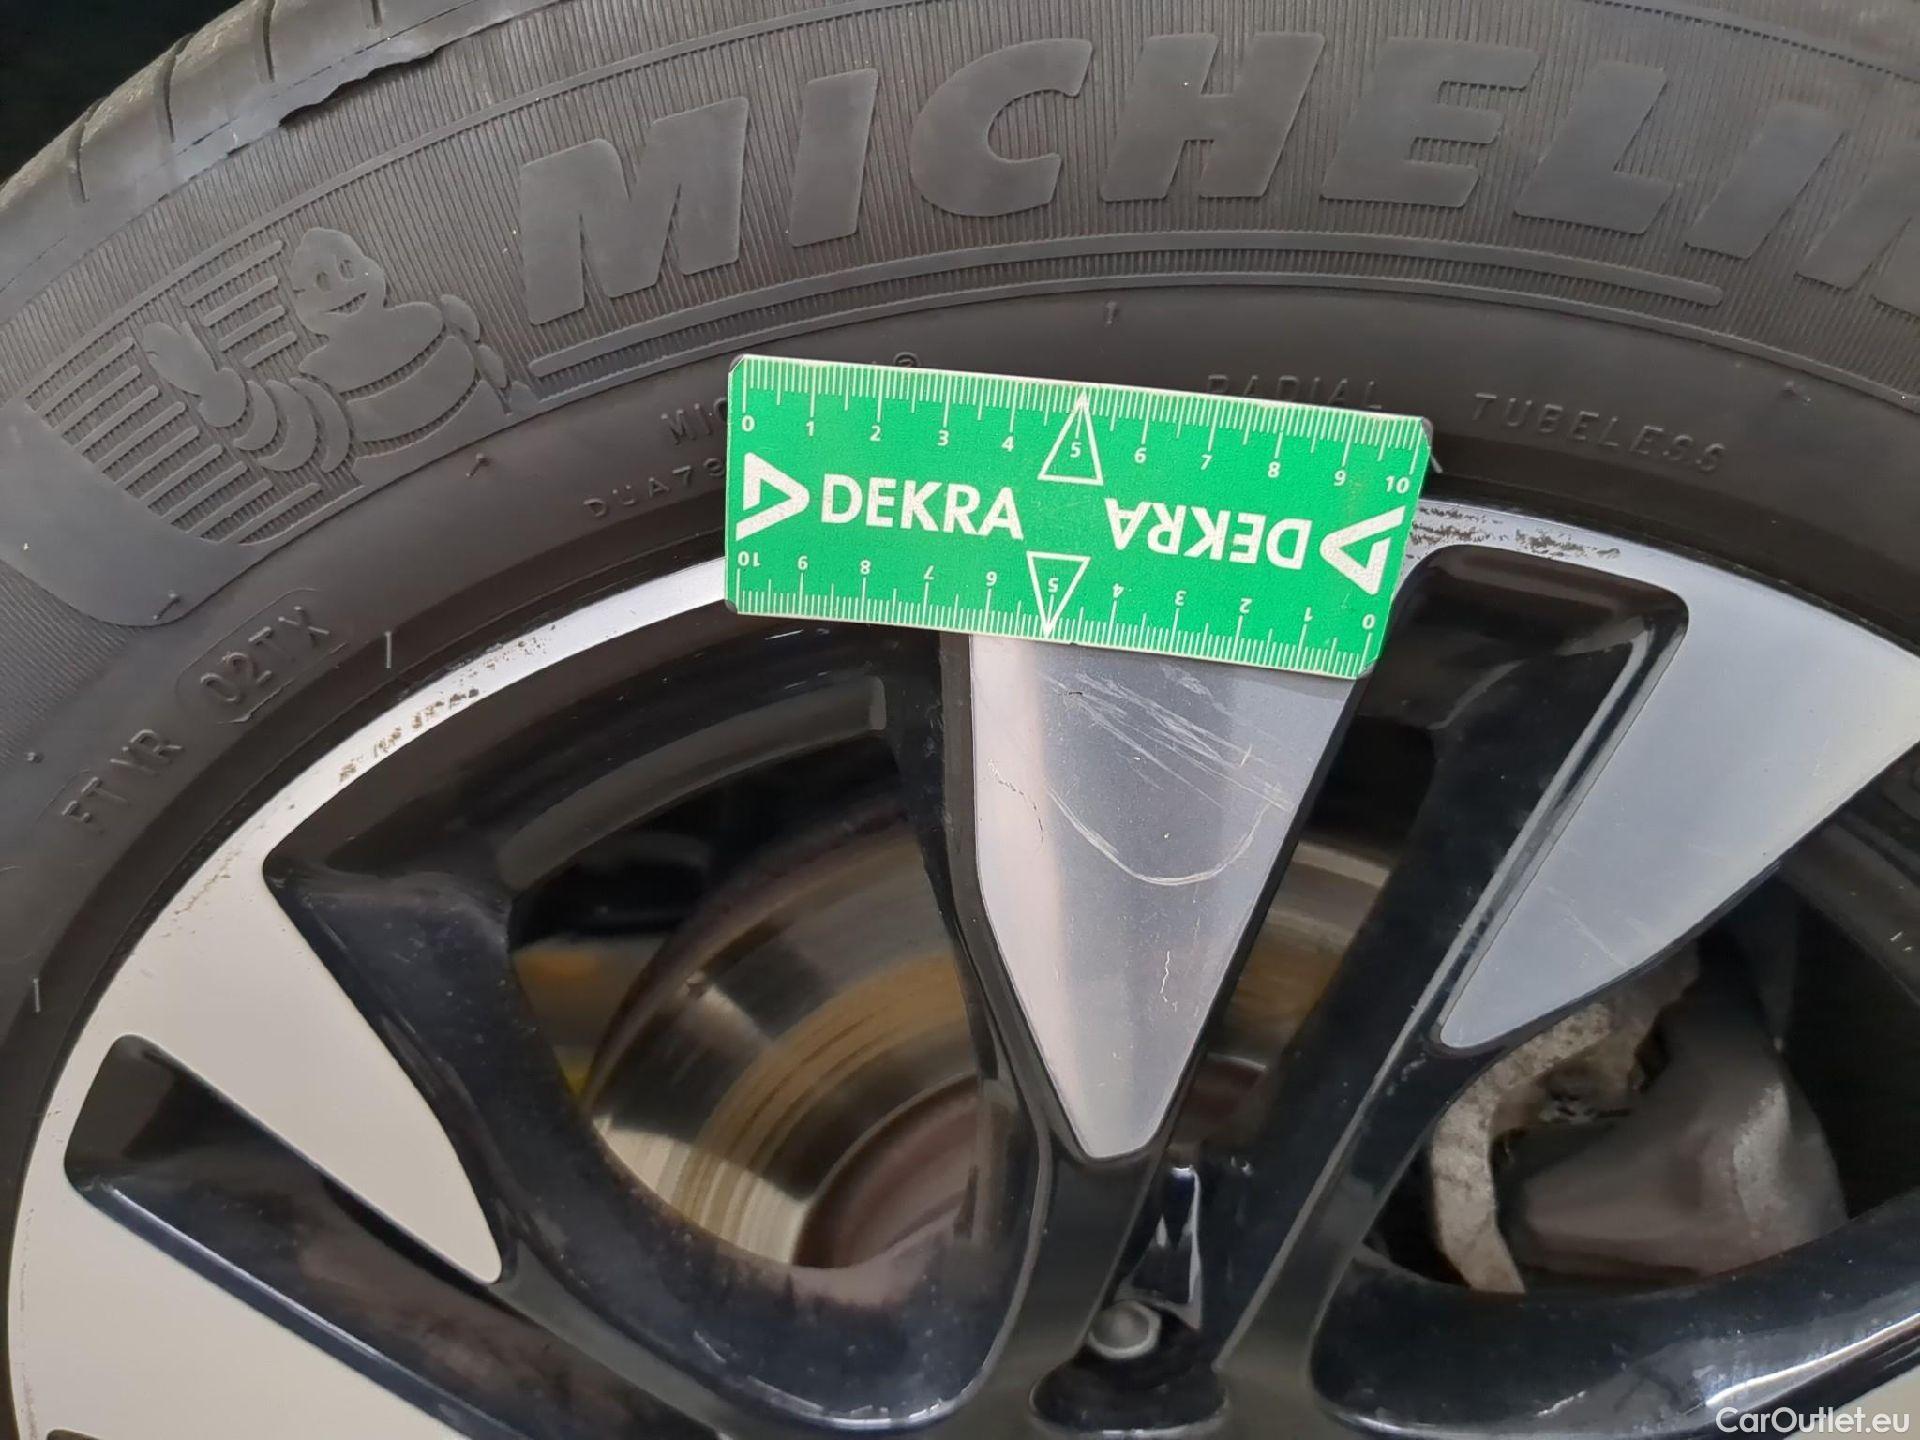 MICHELIN
RADIAL TUBELESS
0 1 2 3 4 5 6 7 8 9 10
DEKRA
DEKRA
10 9 8 7 6 5 4 3 2 1 0
02TX
CarOutlet.eu